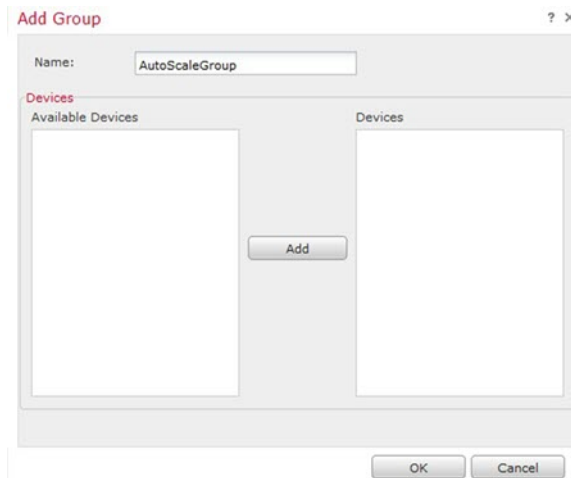 Add Group ? ×
Name: AutoScaleGroup
Devices
Available Devices Devices
Add
OK Cancel